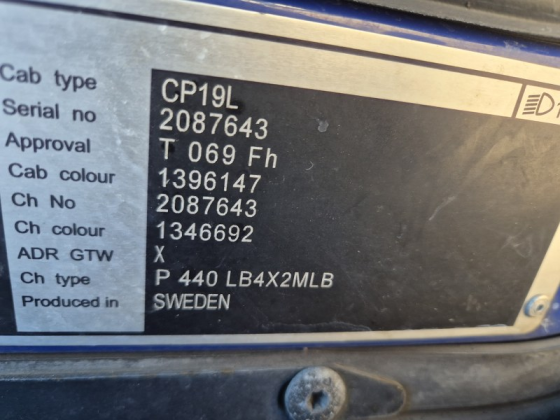 Cab type CP19L
Serial no 2087643
Approval T 069 Fh
Cab colour 1396147
Ch No 2087643
Ch colour 1346692
ADR GTW X
Ch type P 440 LB4X2MLB
Produced in SWEDEN